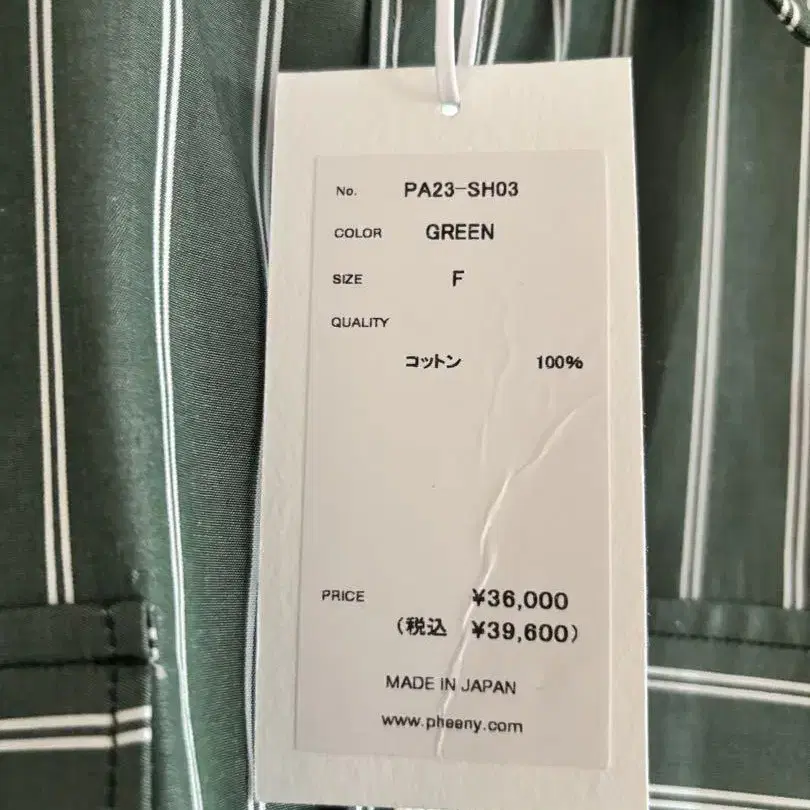 No. PA23-SH03
COLOR GREEN
SIZE F
QUALITY
コットン 100%
PRICE ¥36,000
(税込 ¥39,600)
MADE IN JAPAN
www.pheeny.com